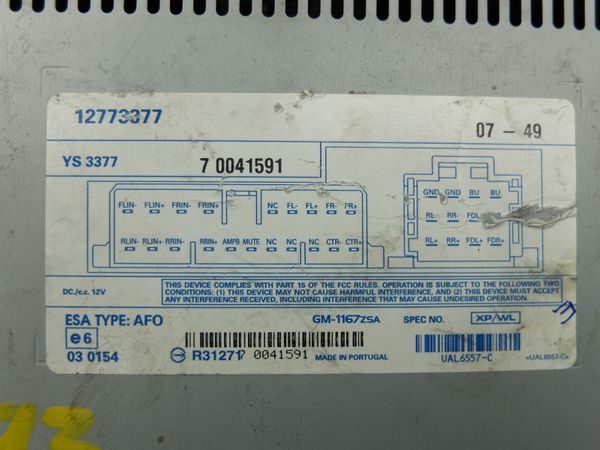 12773377
07 - 49
YS 3377
7 0041591
FLIN- FLIN+ FRIN- FRIN+ NC FL- FL+ FR- FR+
RLIN- RLIN+ RRIN- RRIN+ AMPB MUTE NC NC CTR- CTR+
GND GND BU BU
RL- RR- FDL-
RL+ RR+ FDL+ FDR+
DC./c.c. 12V
THIS DEVICE COMPLIES WITH PART 15 OF THE FCC RULES. OPERATION IS SUBJECT TO THE FOLLOWING TWO
CONDITIONS: (1) THIS DEVICE MAY NOT CAUSE HARMFUL INTERFERENCE, AND (2) THIS DEVICE MUST ACCEPT
ANY INTERFERENCE RECEIVED, INCLUDING INTERFERENCE THAT MAY CAUSE UNDESIRED OPERATION.
ESA TYPE: AFO
GM-1167ZSA
SPEC NO.
XP/WL
e6
03 0154
R31271
7 0041591
MADE IN PORTUGAL
UAL6557-C
<UAL6557-C>